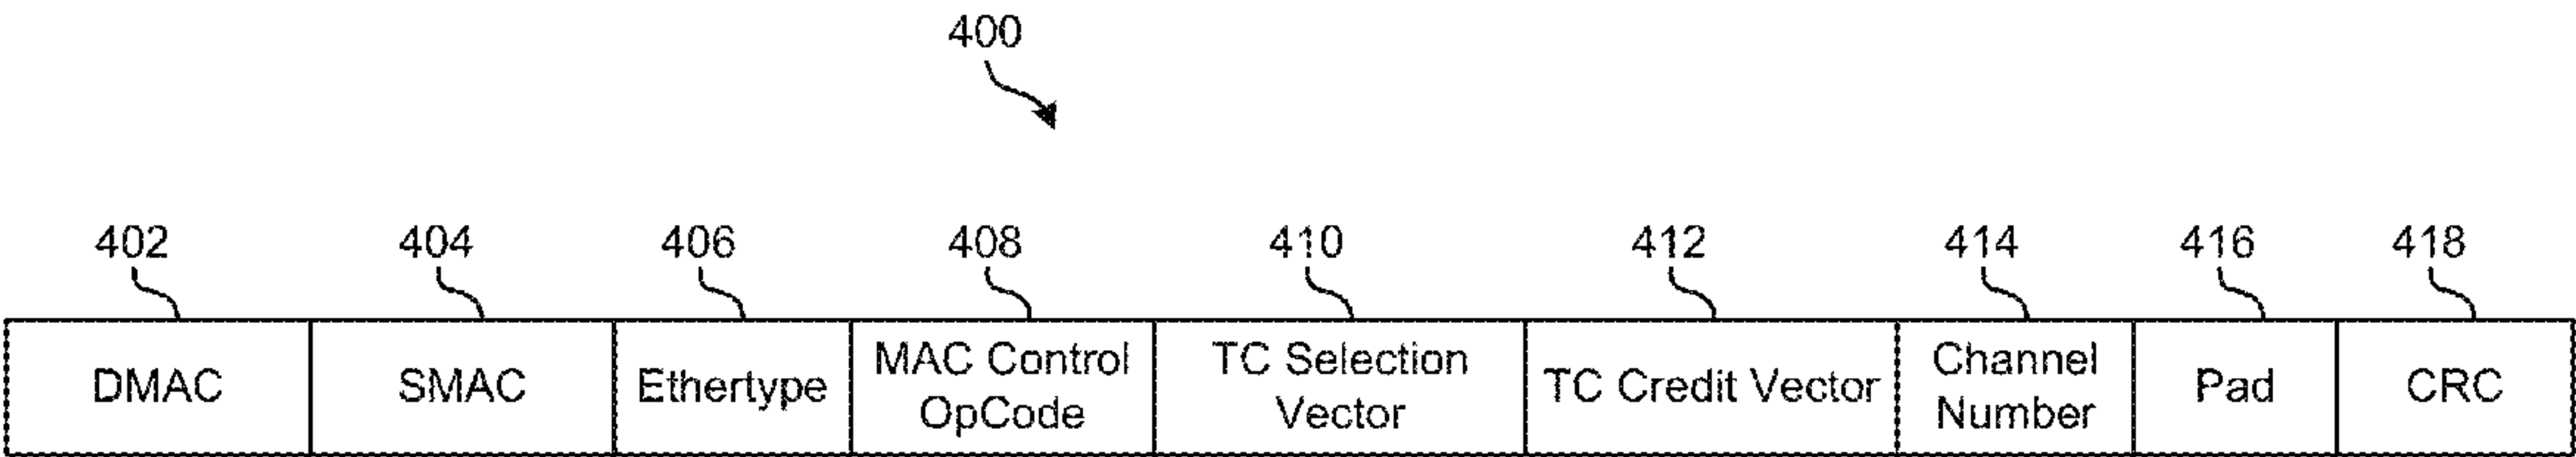 400
402 404 406 408 410 412 414 416 418
DMAC SMAC Ethertype MAC Control OpCode TC Selection Vector TC Credit Vector Channel Number Pad CRC